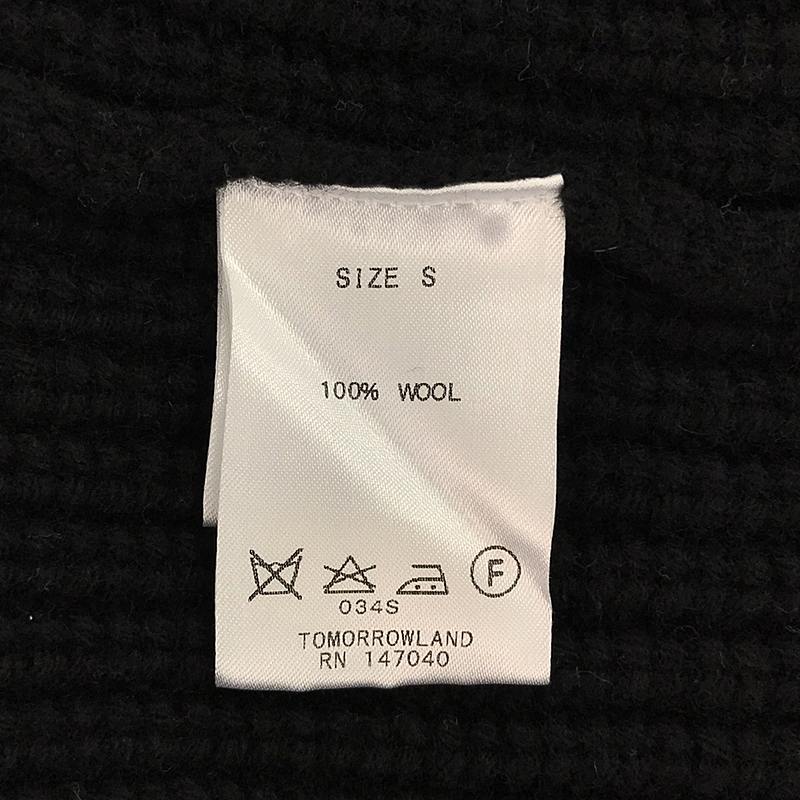 SIZE S
100% WOOL
F
034S
TOMORROWLAND
RN 147040